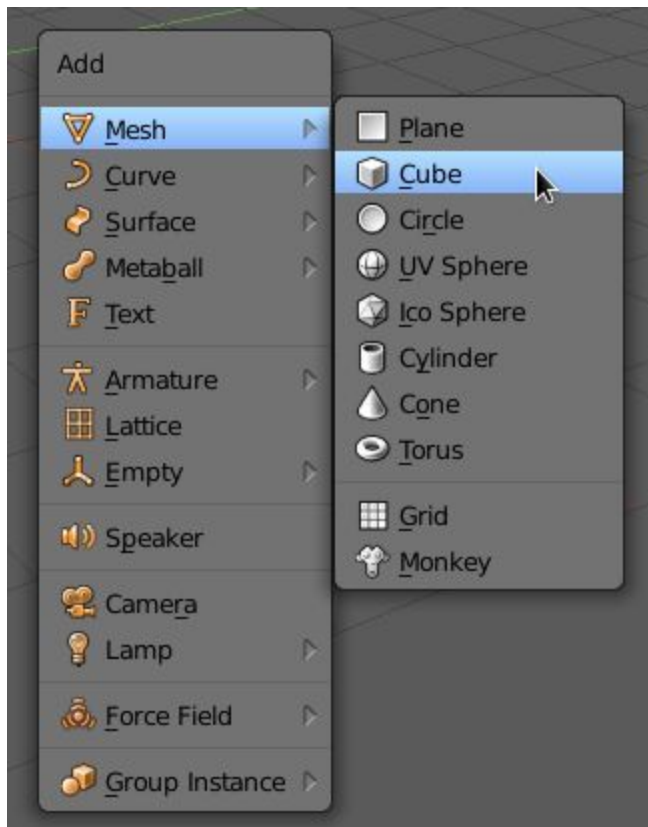 Add
Mesh
Curve
Surface
Metaball
Text
Armature
Lattice
Empty
Speaker
Camera
Lamp
Force Field
Group Instance
Plane
Cube
Circle
UV Sphere
Ico Sphere
Cylinder
Cone
Torus
Grid
Monkey